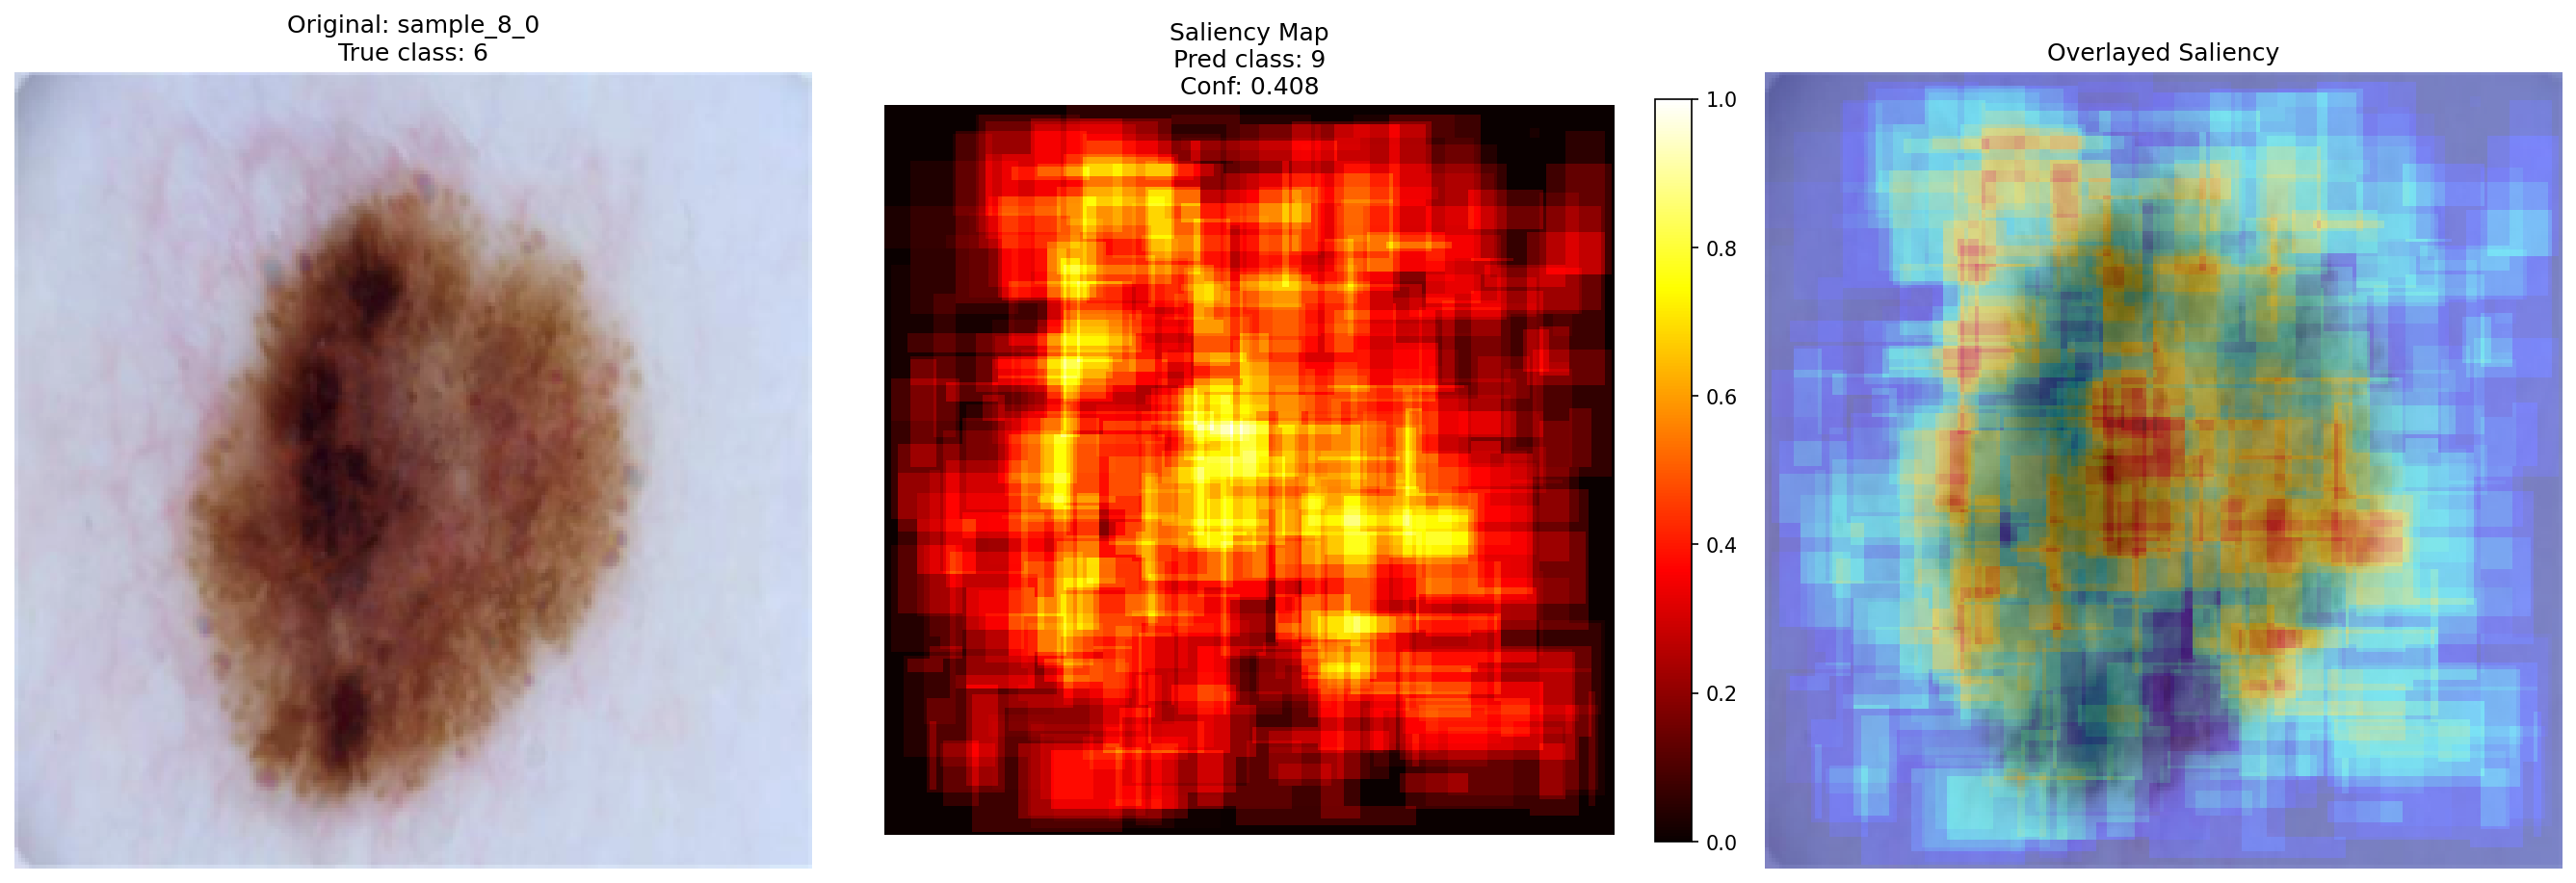 Original: sample_8_0
True class: 6
Saliency Map
Pred class: 9
Conf: 0.408
1.0
0.8
0.6
0.4
0.2
0.0
Overlayed Saliency